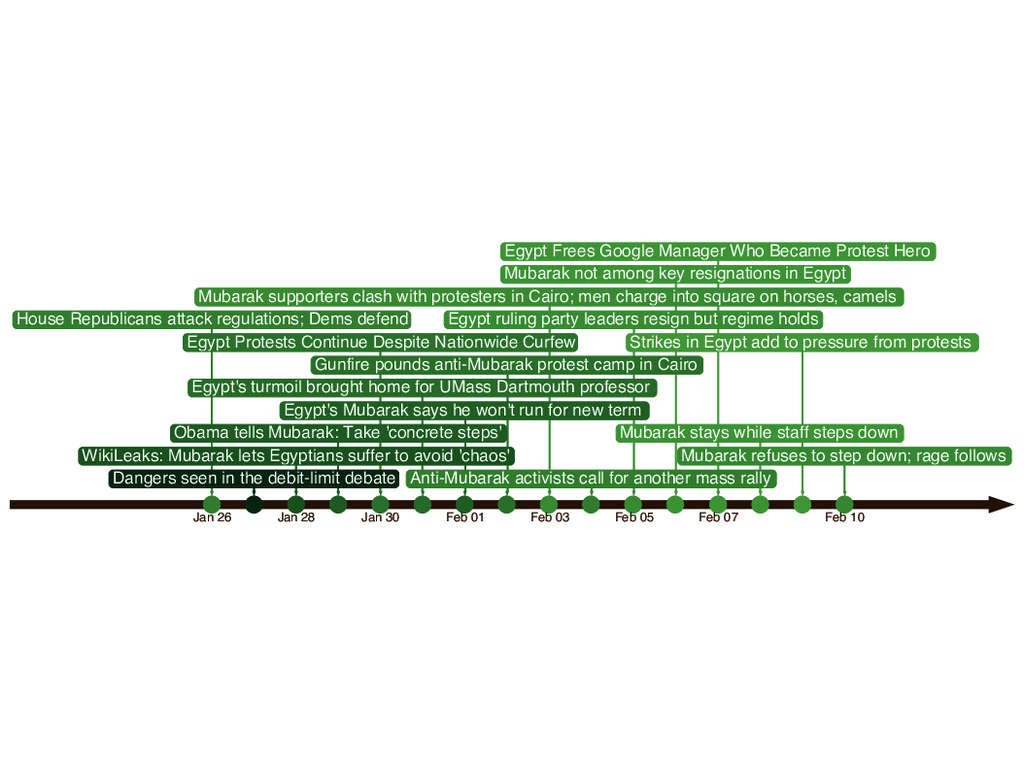 Egypt Frees Google Manager Who Became Protest Hero
Mubarak not among key resignations in Egypt
Mubarak supporters clash with protesters in Cairo; men charge into square on horses, camels
House Republicans attack regulations; Dems defend
Egypt ruling party leaders resign but regime holds
Egypt Protests Continue Despite Nationwide Curfew
Strikes in Egypt add to pressure from protests
Gunfire pounds anti-Mubarak protest camp in Cairo
Egypt's turmoil brought home for UMass Dartmouth professor
Egypt's Mubarak says he won't run for new term
Obama tells Mubarak: Take 'concrete steps'
Mubarak stays while staff steps down
WikiLeaks: Mubarak lets Egyptians suffer to avoid 'chaos'
Mubarak refuses to step down; rage follows
Dangers seen in the debit-limit debate
Anti-Mubarak activists call for another mass rally
Jan 26
Jan 28
Jan 30
Feb 01
Feb 03
Feb 05
Feb 07
Feb 10